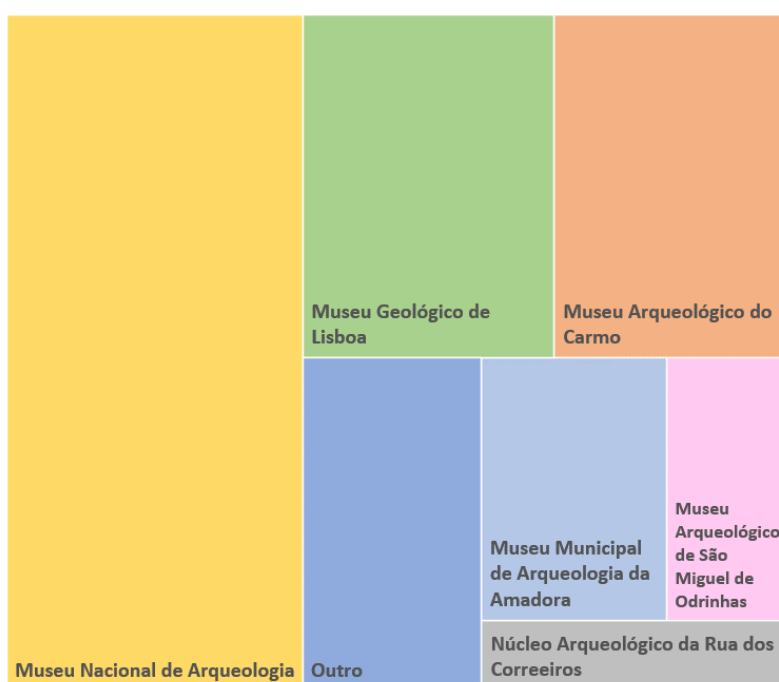 Museu Geológico de
Lisboa
Museu Arqueológico do
Carmo
Museu
Arqueológico
de São
Miguel de
Odrinhas
Museu Municipal
de Arqueologia da
Amadora
Museu Nacional de Arqueologia
Outro
Núcleo Arqueológico da Rua dos
Correeiros